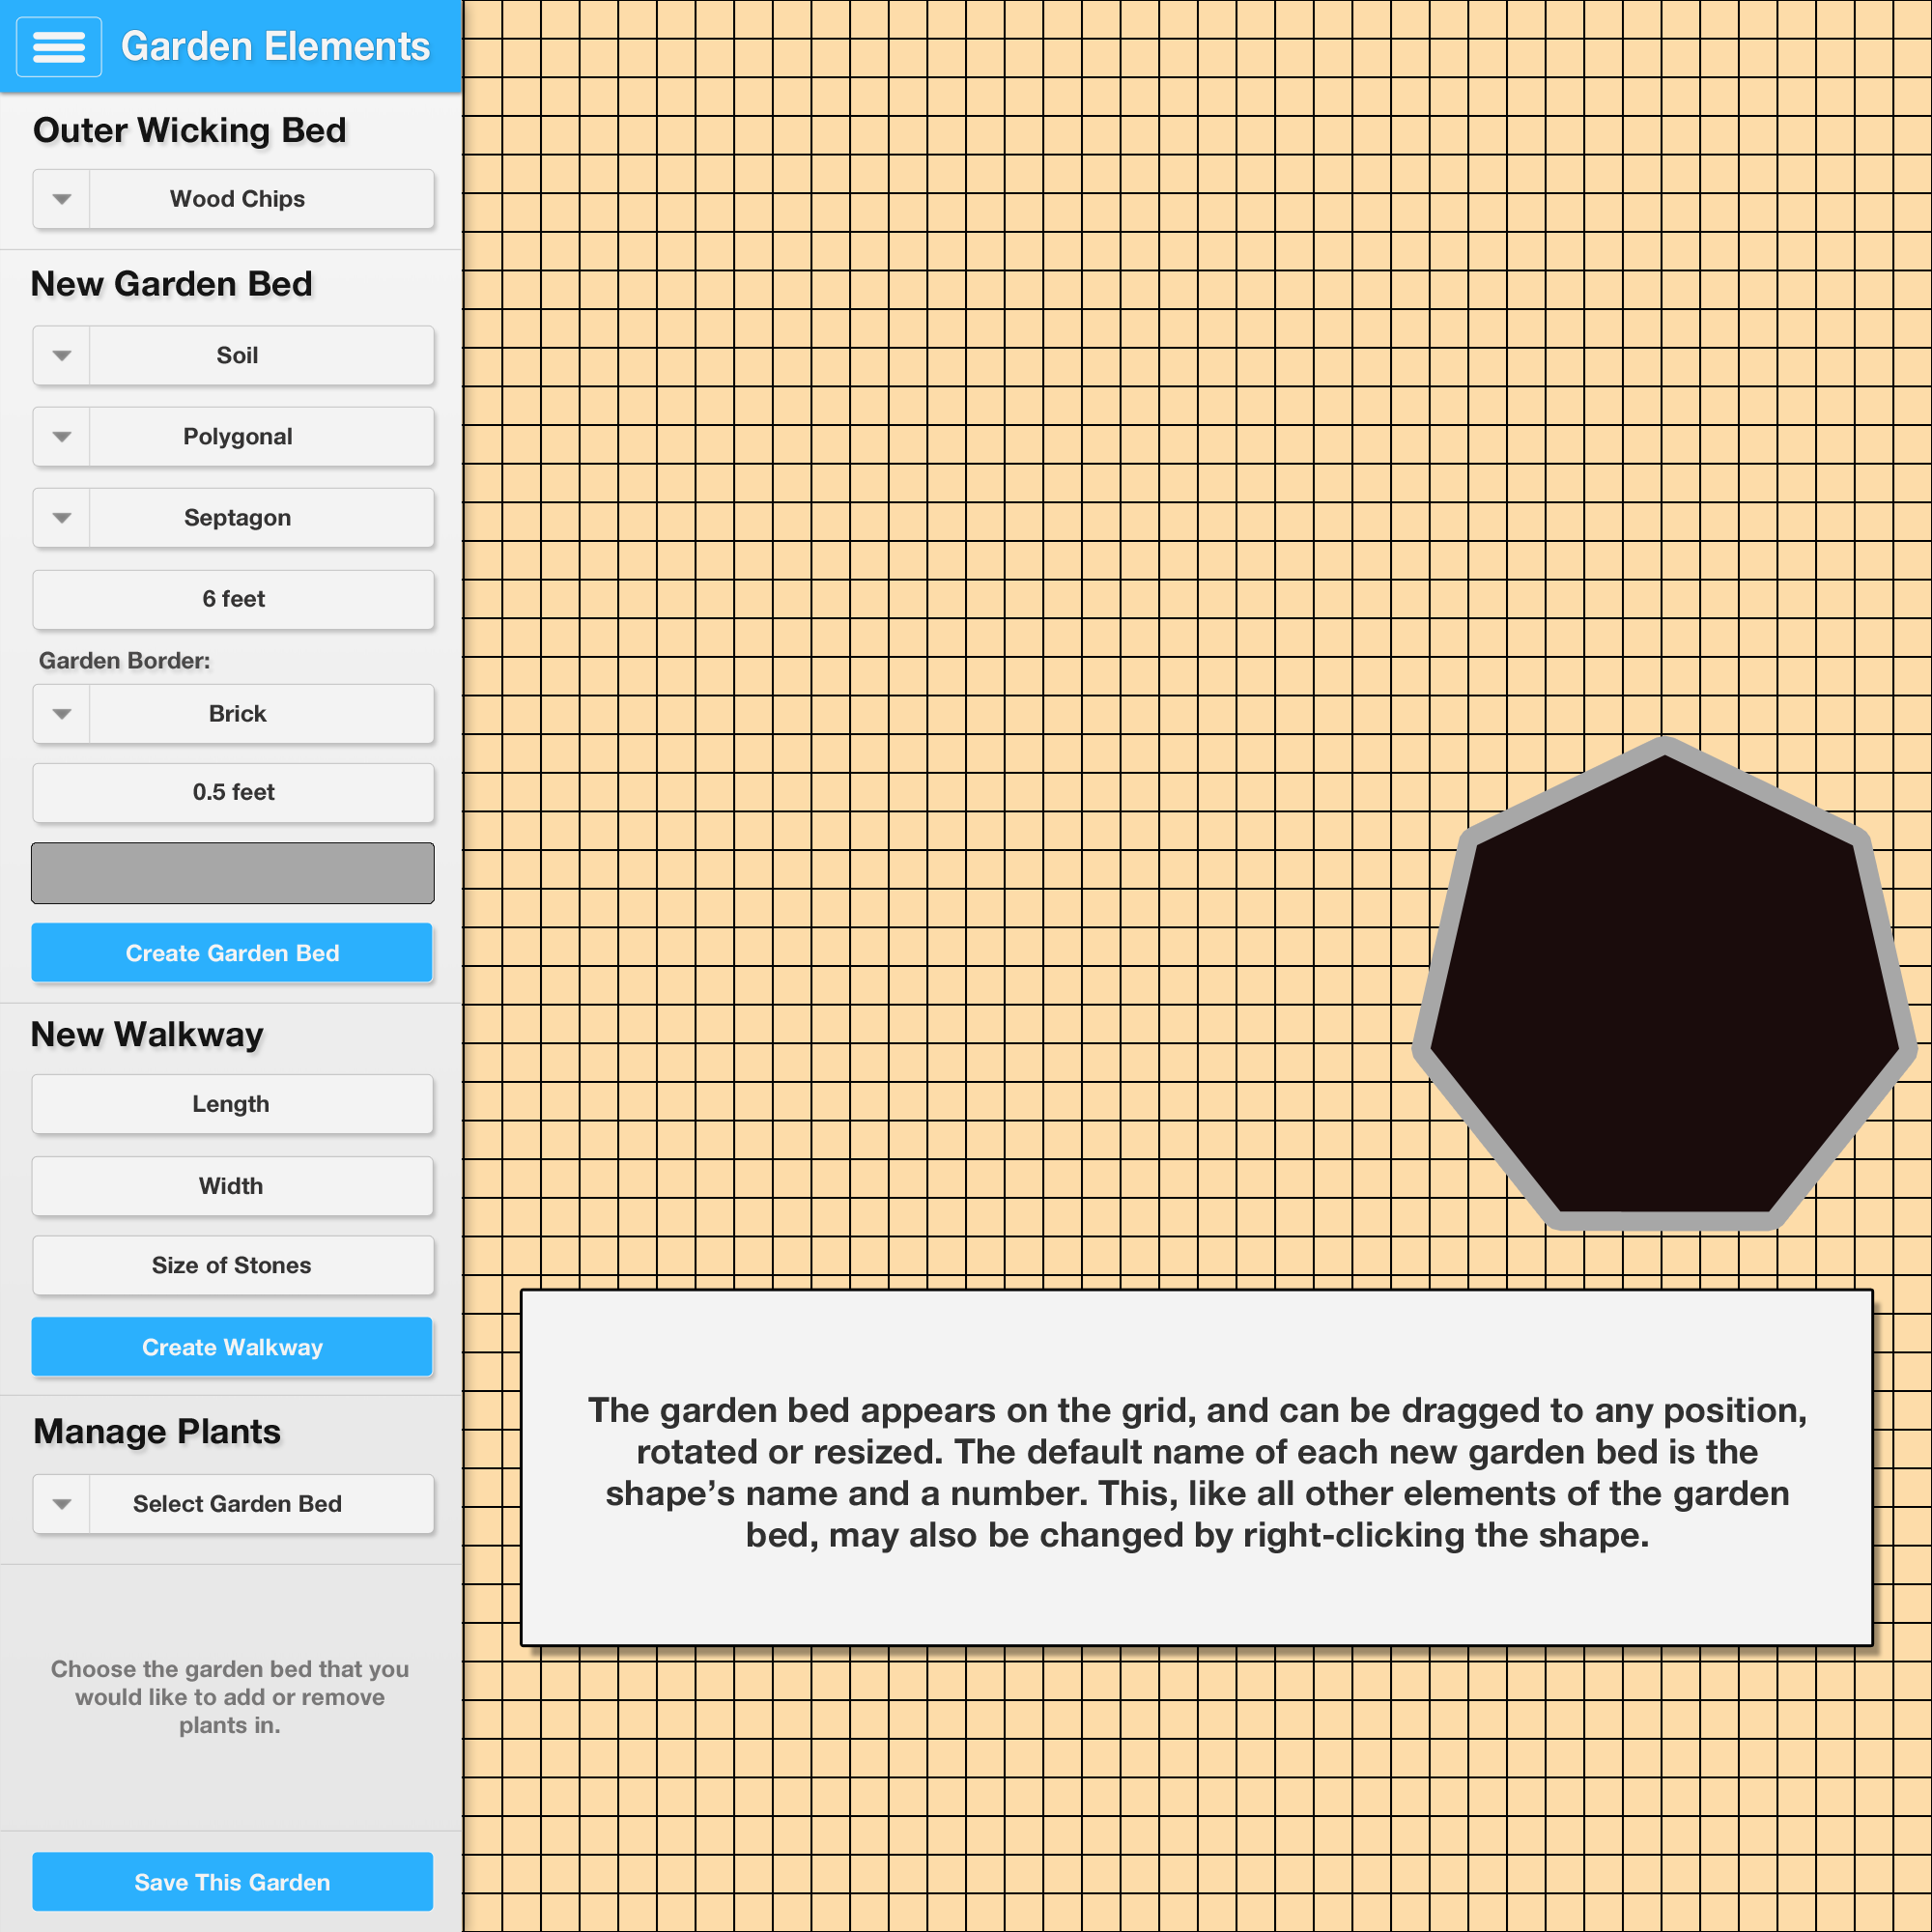 Garden Elements
Outer Wicking Bed
Wood Chips
New Garden Bed
Soil
Polygonal
Septagon
6 feet
Garden Border:
Brick
0.5 feet
Create Garden Bed
New Walkway
Length
Width
Size of Stones
Create Walkway
Manage Plants
Select Garden Bed
Choose the garden bed that you
would like to add or remove
plants in.
Save This Garden
The garden bed appears on the grid, and can be dragged to any position,
rotated or resized. The default name of each new garden bed is the
shape’s name and a number. This, like all other elements of the garden
bed, may also be changed by right-clicking the shape.